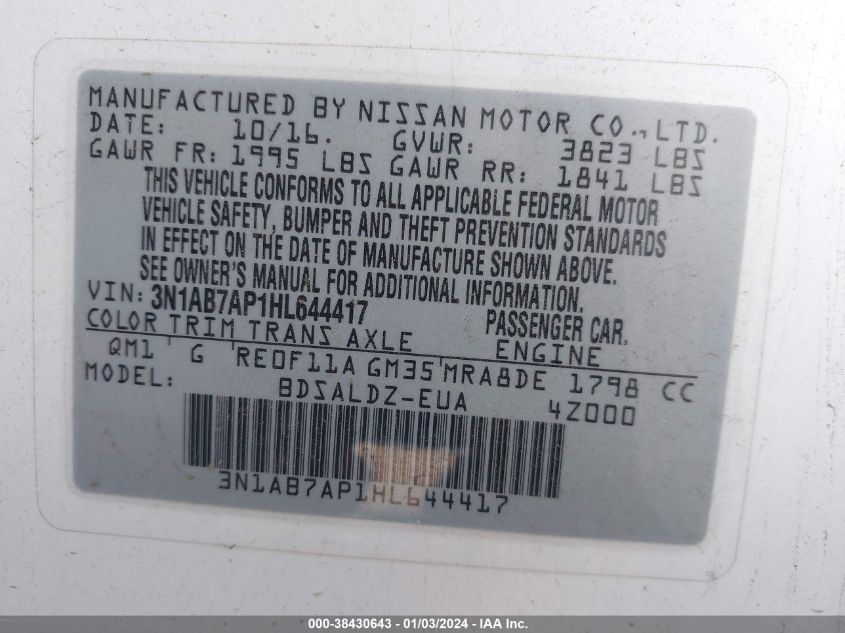 MANUFACTURED BY NISSAN MOTOR CO., LTD.
DATE: 10/16. GVWR: 3823 LBS
GAWR FR: 1995 LBS GAWR RR: 1841 LBS
THIS VEHICLE CONFORMS TO ALL APPLICABLE FEDERAL MOTOR
VEHICLE SAFETY, BUMPER AND THEFT PREVENTION STANDARDS
IN EFFECT ON THE DATE OF MANUFACTURE SHOWN ABOVE.
SEE OWNER'S MANUAL FOR ADDITIONAL INFORMATION.
VIN: 3N1AB7AP1HL644417 PASSENGER CAR.
COLOR TRIM TRANS AXLE ENGINE
QM1 G RE0F11A GM35 MRA8DE 1798 CC
MODEL: BDSALDZ-EUA 4Z000
3N1AB7AP1HL644417
000-38430643 - 01/03/2024 - IAA Inc.